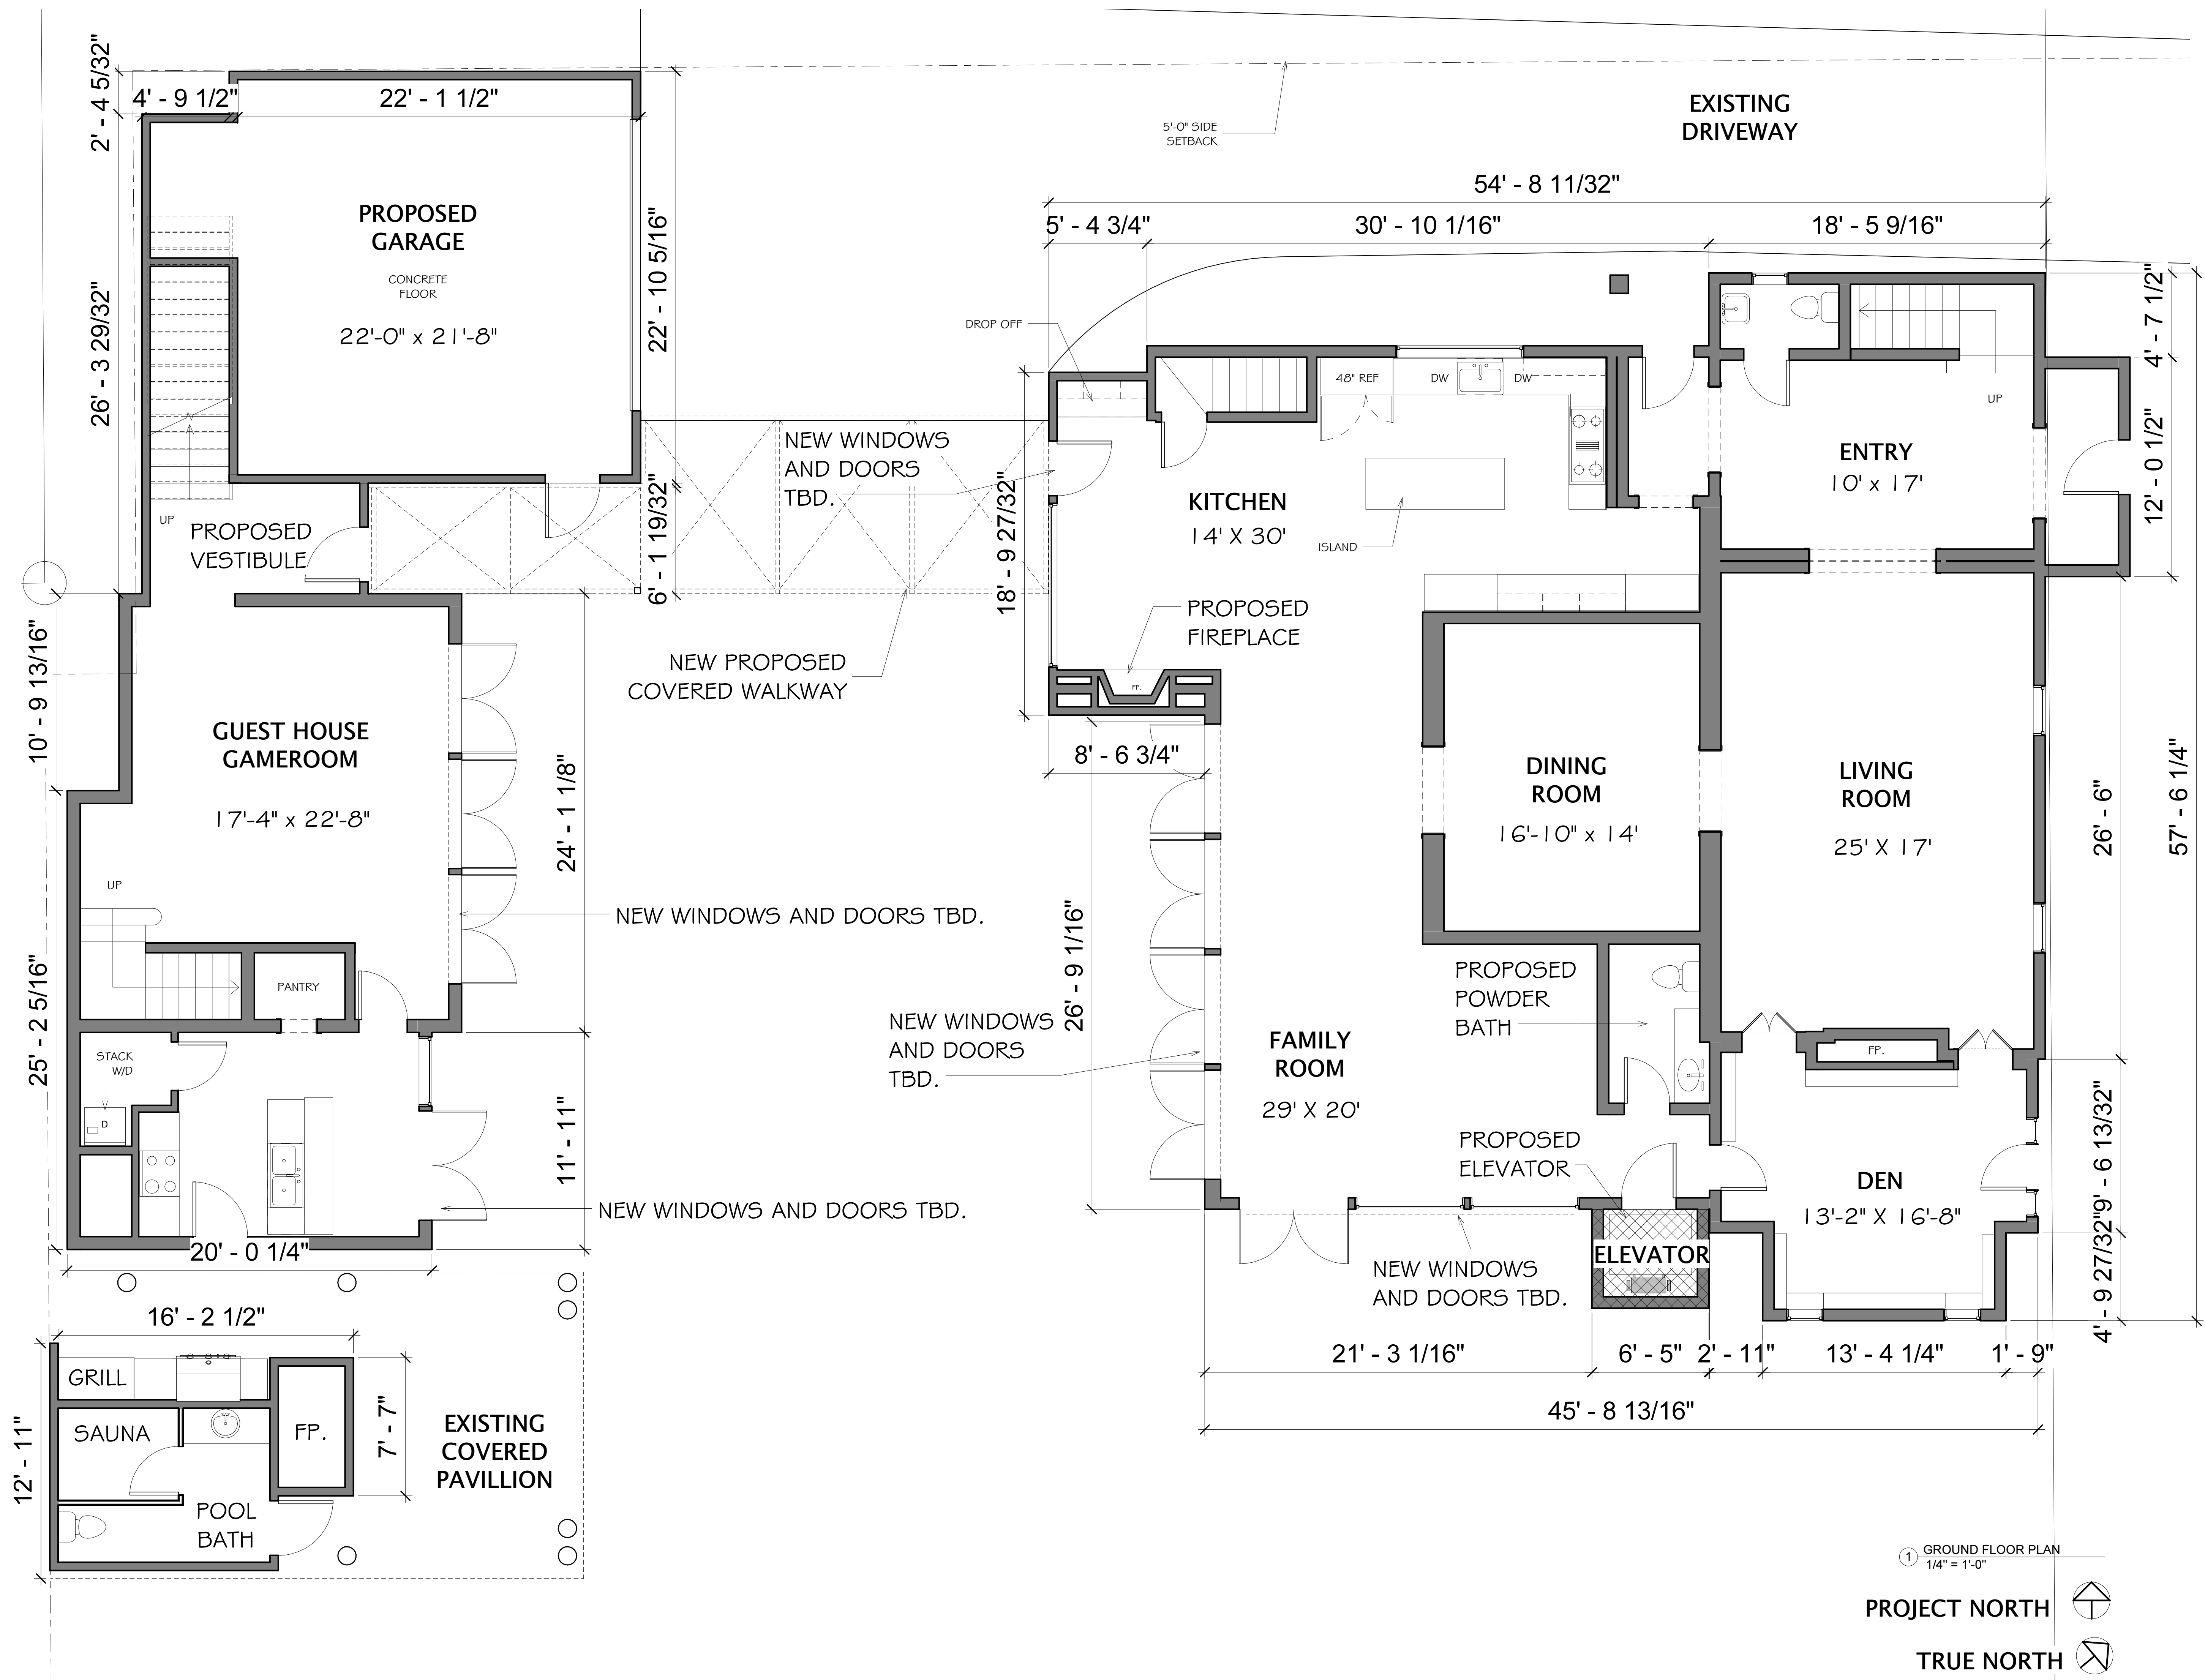 2' - 4 5/32"
4' - 9 1/2"
22' - 1 1/2"
PROPOSED
GARAGE
CONCRETE
FLOOR
22'-0" x 21'-8"
26' - 3 29/32"
22' - 10 5/16"
6' - 1 19/32"
UP
PROPOSED
VESTIBULE
5'-0" SIDE
SETBACK
EXISTING
DRIVEWAY
54' - 8 11/32"
5' - 4 3/4"
30' - 10 1/16"
18' - 5 9/16"
4' - 7 1/2"
12' - 0 1/2"
DROP OFF
48" REF
DW
DW
UP
NEW WINDOWS
AND DOORS
TBD.
18' - 9 27/32"
KITCHEN
14' X 30'
ISLAND
ENTRY
10' x 17'
PROPOSED
FIREPLACE
FP.
NEW PROPOSED
COVERED WALKWAY
8' - 6 3/4"
10' - 9 13/16"
GUEST HOUSE
GAMEROOM
17'-4" x 22'-8"
24' - 1 1/8"
UP
NEW WINDOWS AND DOORS TBD.
DINING
ROOM
16'-10" x 14'
LIVING
ROOM
25' X 17'
26' - 6"
57' - 6 1/4"
25' - 2 5/16"
PANTRY
STACK
W/D
D
11' - 11"
NEW WINDOWS AND DOORS TBD.
20' - 0 1/4"
26' - 9 1/16"
NEW WINDOWS
AND DOORS
TBD.
FAMILY
ROOM
29' X 20'
PROPOSED
POWDER
BATH
FP.
PROPOSED
ELEVATOR
ELEVATOR
DEN
13'-2" X 16'-8"
9' - 6 13/32"
4' - 9 27/32"
NEW WINDOWS
AND DOORS TBD.
21' - 3 1/16"
6' - 5"
2' - 11"
13' - 4 1/4"
1' - 9"
45' - 8 13/16"
16' - 2 1/2"
GRILL
SAUNA
FP.
7' - 7"
12' - 11"
POOL
BATH
EXISTING
COVERED
PAVILLION
1
GROUND FLOOR PLAN
1/4" = 1'-0"
PROJECT NORTH
TRUE NORTH